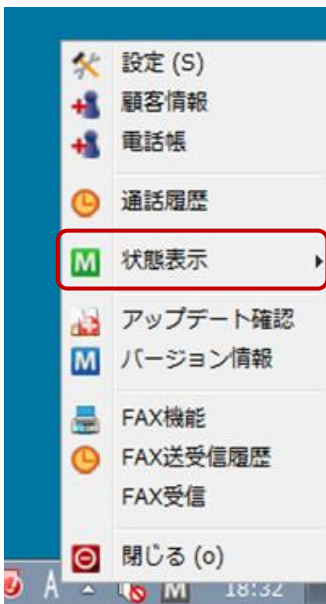 設定 (S)
顧客情報
電話帳
通話履歴
M 状態表示
アップデート確認
M バージョン情報
FAX機能
FAX送受信履歴
FAX受信
閉じる (o)
A M 18:32